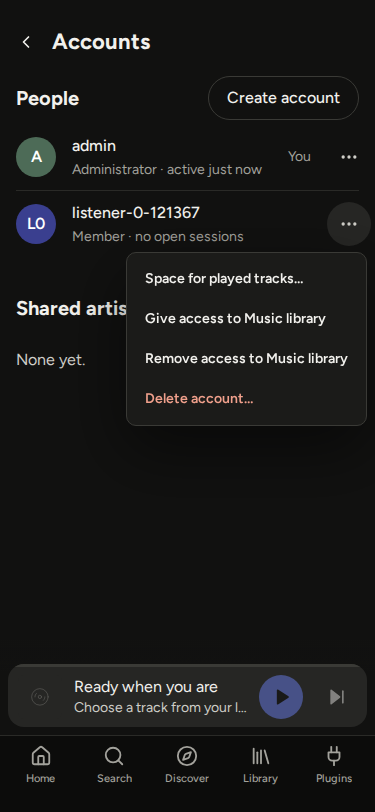 Accounts
People
Create account
A
admin
Administrator · active just now
You
L0
listener-0-121367
Member · no open sessions
Space for played tracks...
Give access to Music library
Remove access to Music library
Delete account...
Shared artis
None yet.
Ready when you are
Choose a track from your l...
Home
Search
Discover
Library
Plugins